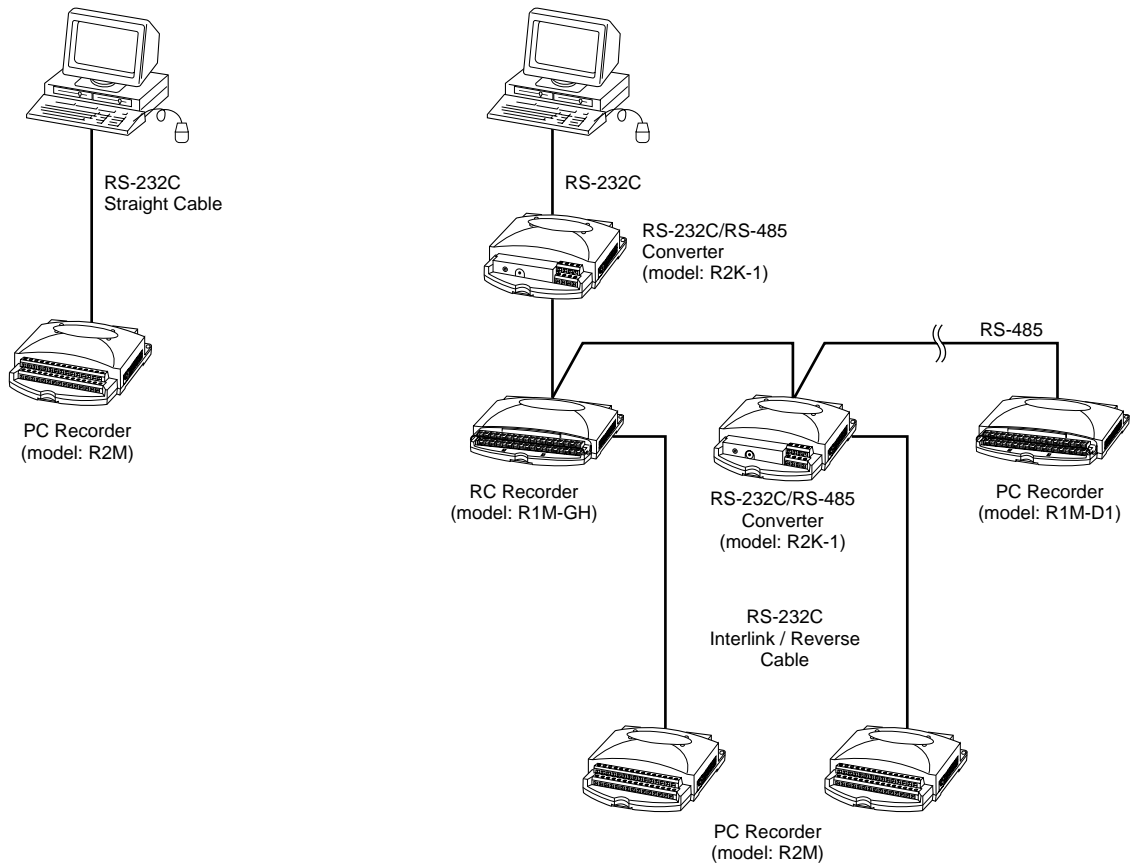 RS-232C
Straight Cable
PC Recorder
(model: R2M)
RS-232C
RS-232C/RS-485
Converter
(model: R2K-1)
RS-485
RC Recorder
(model: R1M-GH)
RS-232C/RS-485
Converter
(model: R2K-1)
PC Recorder
(model: R1M-D1)
RS-232C
Interlink / Reverse
Cable
PC Recorder
(model: R2M)